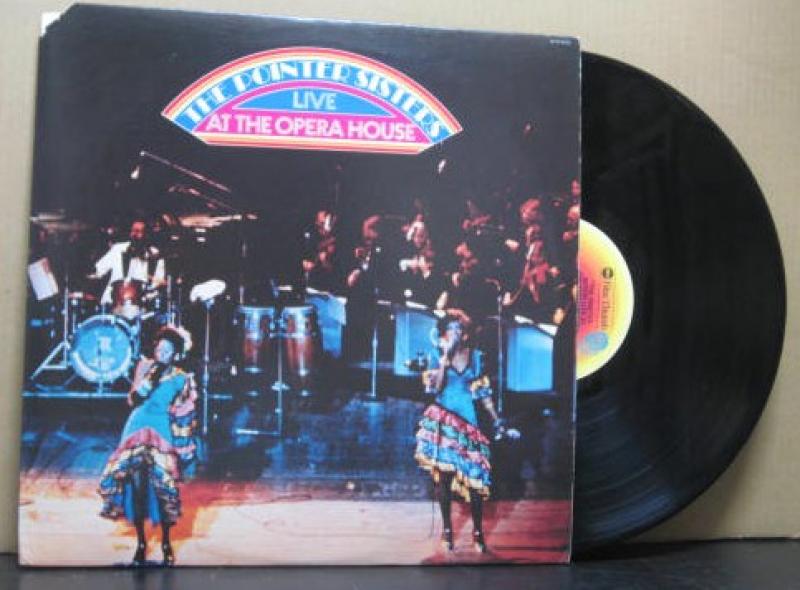 THE POINTER SISTERS
LIVE
AT THE OPERA HOUSE